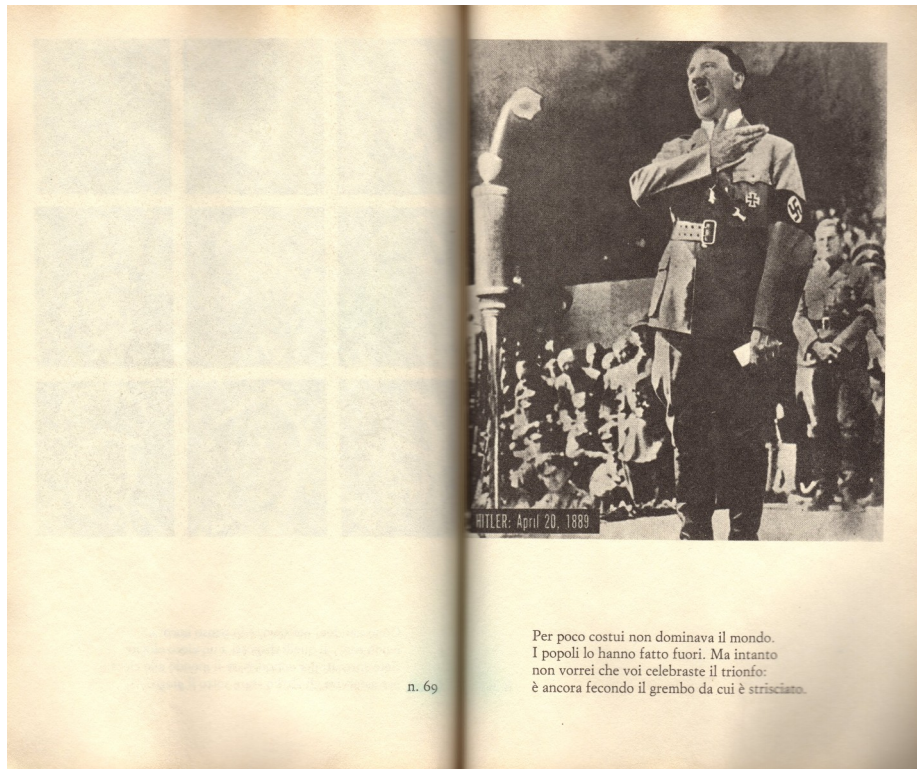 HITLER: April 20, 1889
n. 69
Per poco costui non dominava il mondo.
I popoli lo hanno fatto fuori. Ma intanto
non vorrei che voi celebraste il trionfo:
è ancora fecondo il grembo da cui è strisciato.